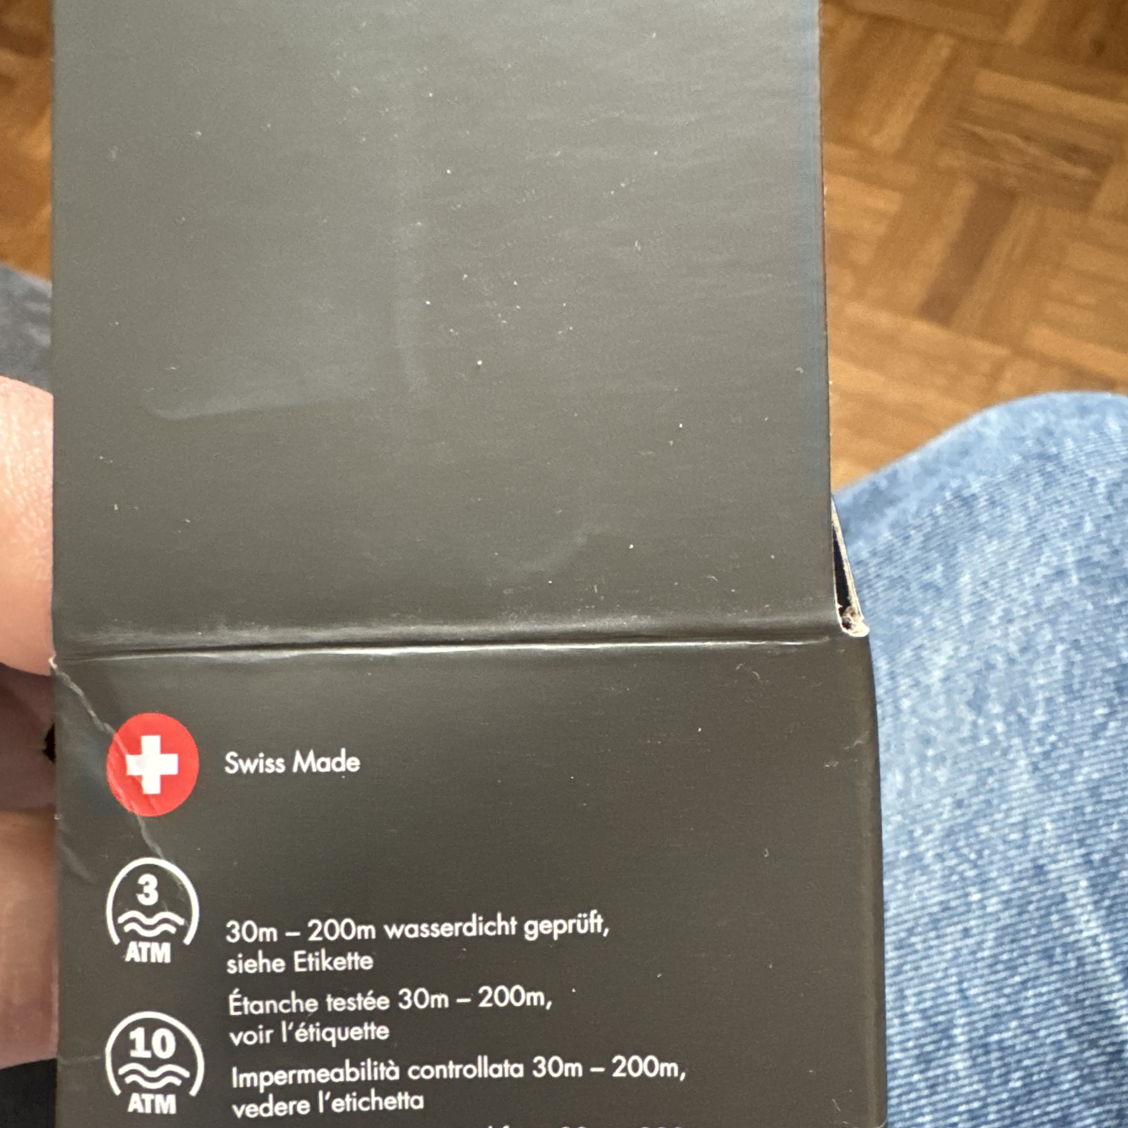 Swiss Made
3
ATM
30m – 200m wasserdicht geprüft,
siehe Etikette
Étanche testée 30m – 200m,
voir l'étiquette
10
ATM
Impermeabilità controllata 30m – 200m,
vedere l'etichetta